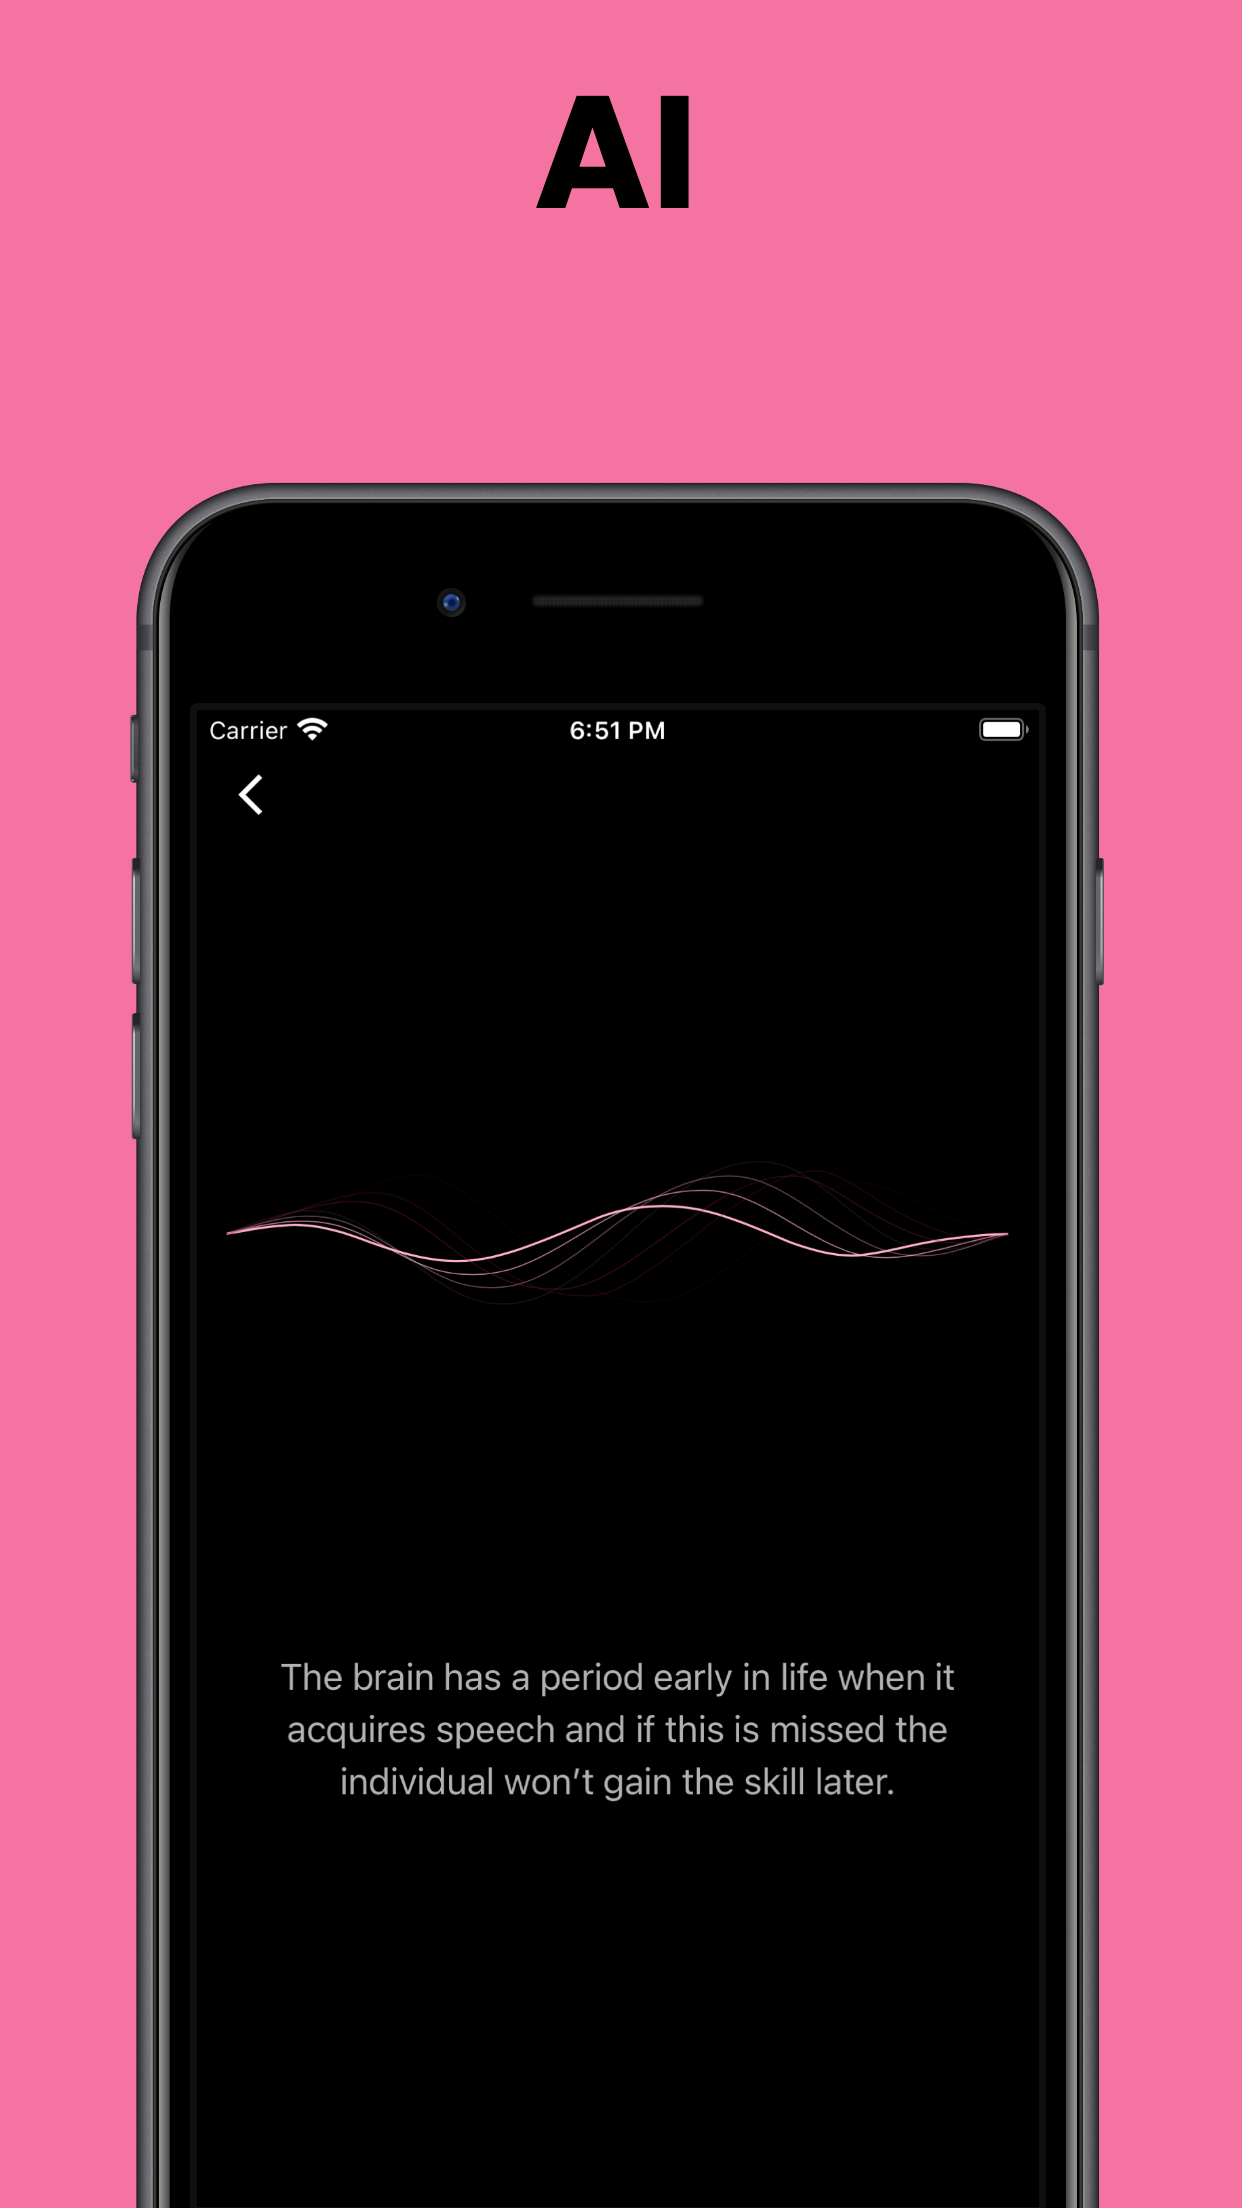 AI
Carrier
6:51 PM
The brain has a period early in life when it
acquires speech and if this is missed the
individual won’t gain the skill later.